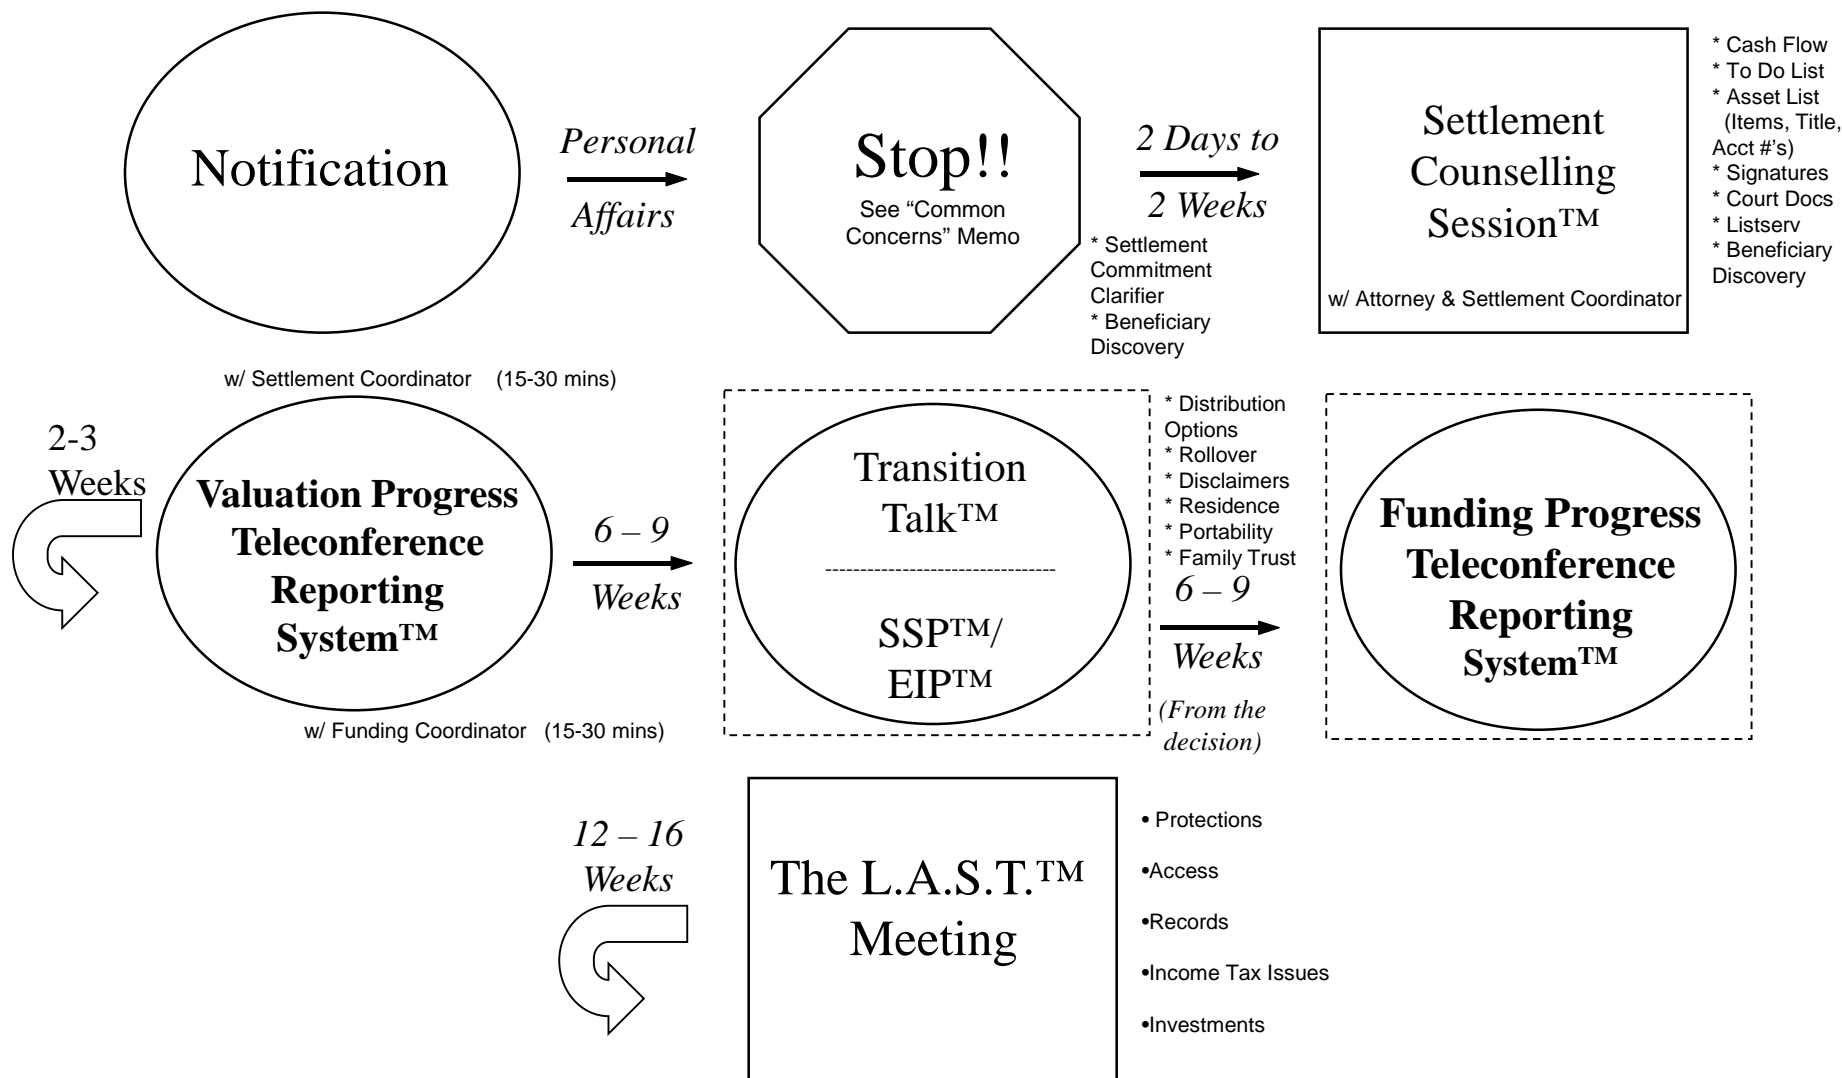 Notification
Personal
Affairs
Stop!!
See “Common
Concerns” Memo
2 Days to
2 Weeks
* Settlement
Commitment
Clarifier
* Beneficiary
Discovery
Settlement
Counselling
Session™
w/ Attorney & Settlement Coordinator
* Cash Flow
* To Do List
* Asset List
(Items, Title,
Acct #'s)
* Signatures
* Court Docs
* Listserv
* Beneficiary
Discovery
w/ Settlement Coordinator (15-30 mins)
2-3
Weeks
Valuation Progress
Teleconference
Reporting
System™
w/ Funding Coordinator (15-30 mins)
6 – 9
Weeks
Transition
Talk™
-----------------------------------
SSP™/
EIP™
* Distribution
Options
* Rollover
* Disclaimers
* Residence
* Portability
* Family Trust
6 – 9
Weeks
(From the
decision)
Funding Progress
Teleconference
Reporting
System™
12 – 16
Weeks
The L.A.S.T.™
Meeting
• Protections
•Access
•Records
•Income Tax Issues
•Investments